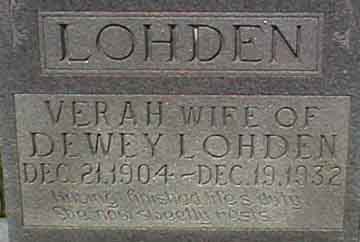 LOHDEN
VERAH WIFE OF
DEWEY LOHDEN
DEC. 21, 1904 - DEC. 19, 1932
Having finished life's duty
She now sweetly rests.